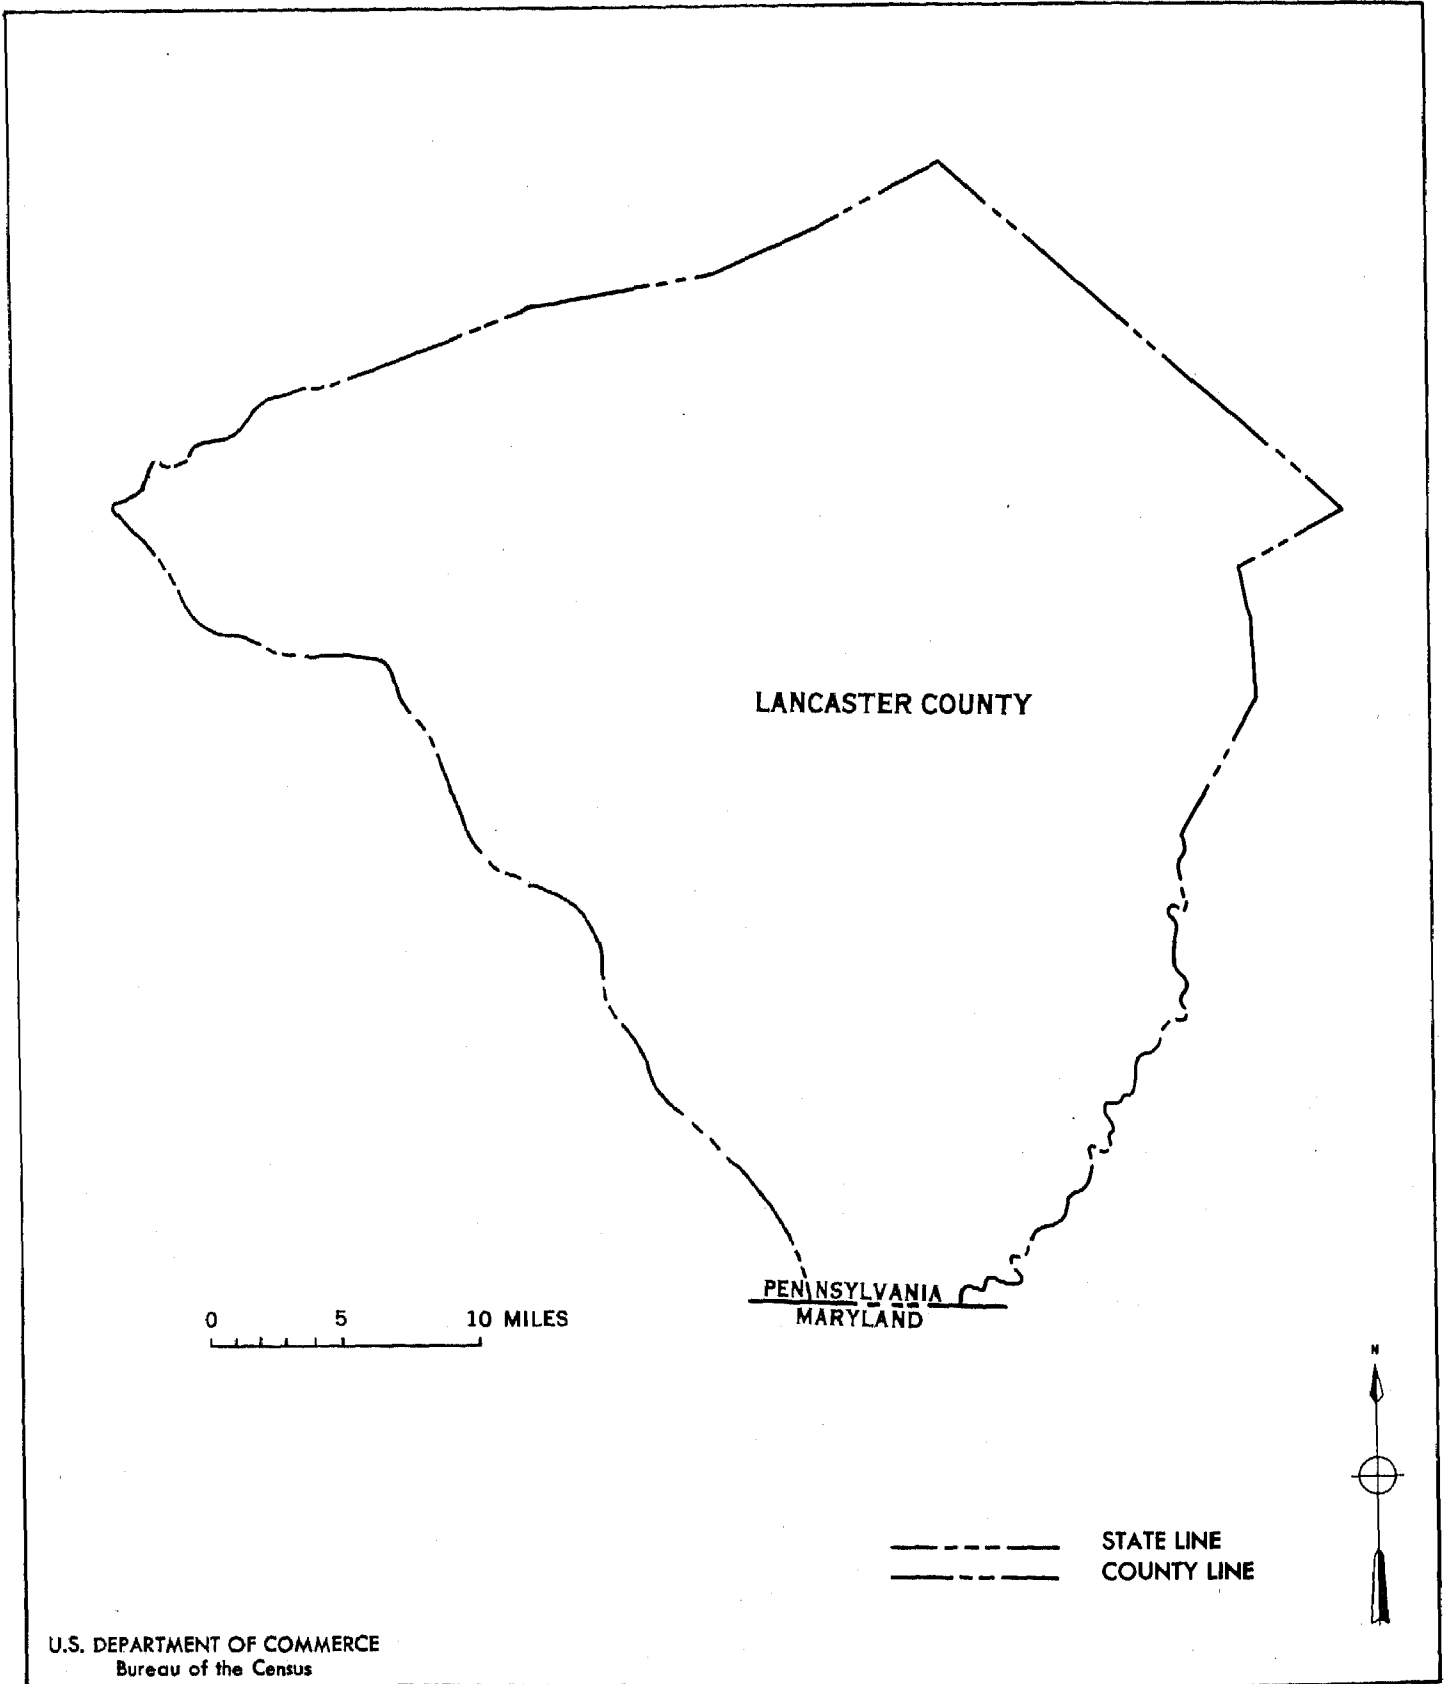 LANCASTER COUNTY
PENNSYLVANIA
MARYLAND
0 5 10 MILES
N
STATE LINE
COUNTY LINE
U.S. DEPARTMENT OF COMMERCE
Bureau of the Census